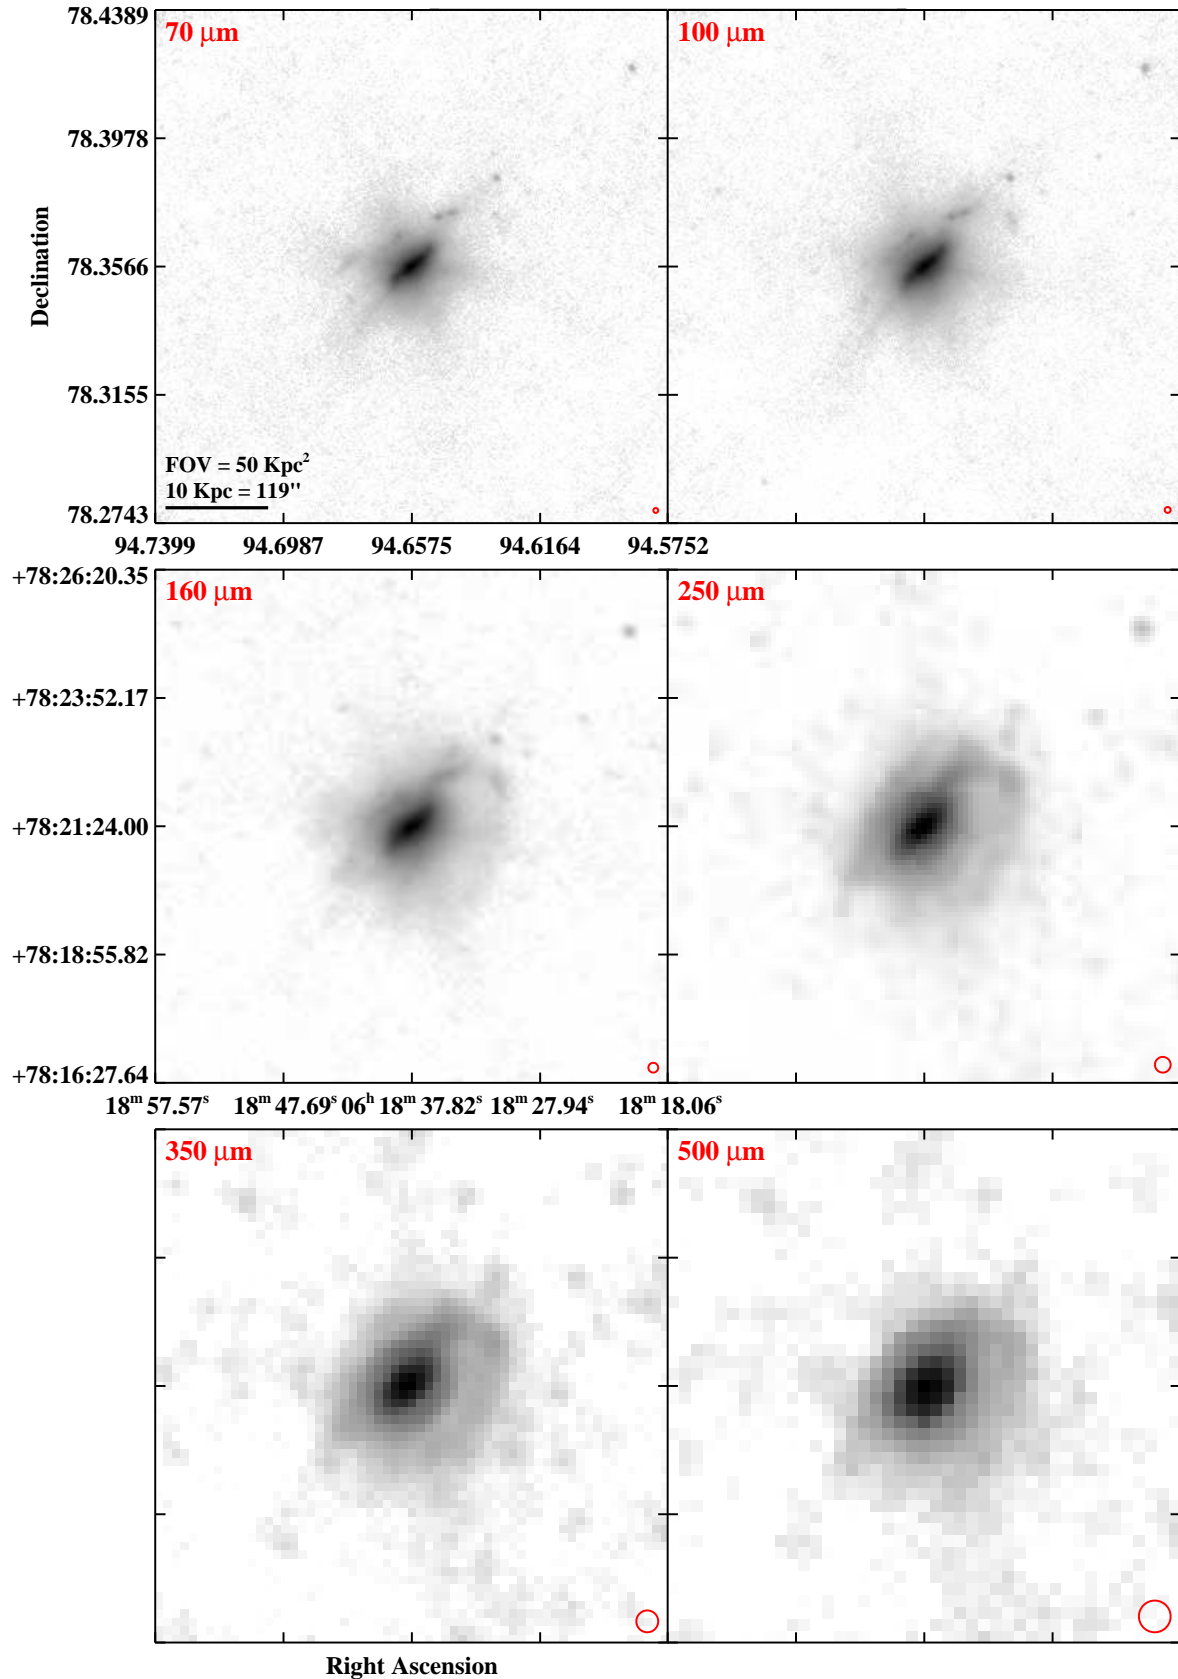 78.4389
70 μm
100 μm
78.3978
Declination
78.3566
78.3155
FOV = 50 Kpc²
10 Kpc = 119"
78.2743
94.7399 94.6987 94.6575 94.6164 94.5752
+78:26:20.35
160 μm
250 μm
+78:23:52.17
+78:21:24.00
+78:18:55.82
+78:16:27.64
18ᵐ 57.57ˢ 18ᵐ 47.69ˢ 06ʰ 18ᵐ 37.82ˢ 18ᵐ 27.94ˢ 18ᵐ 18.06ˢ
350 μm
500 μm
Right Ascension